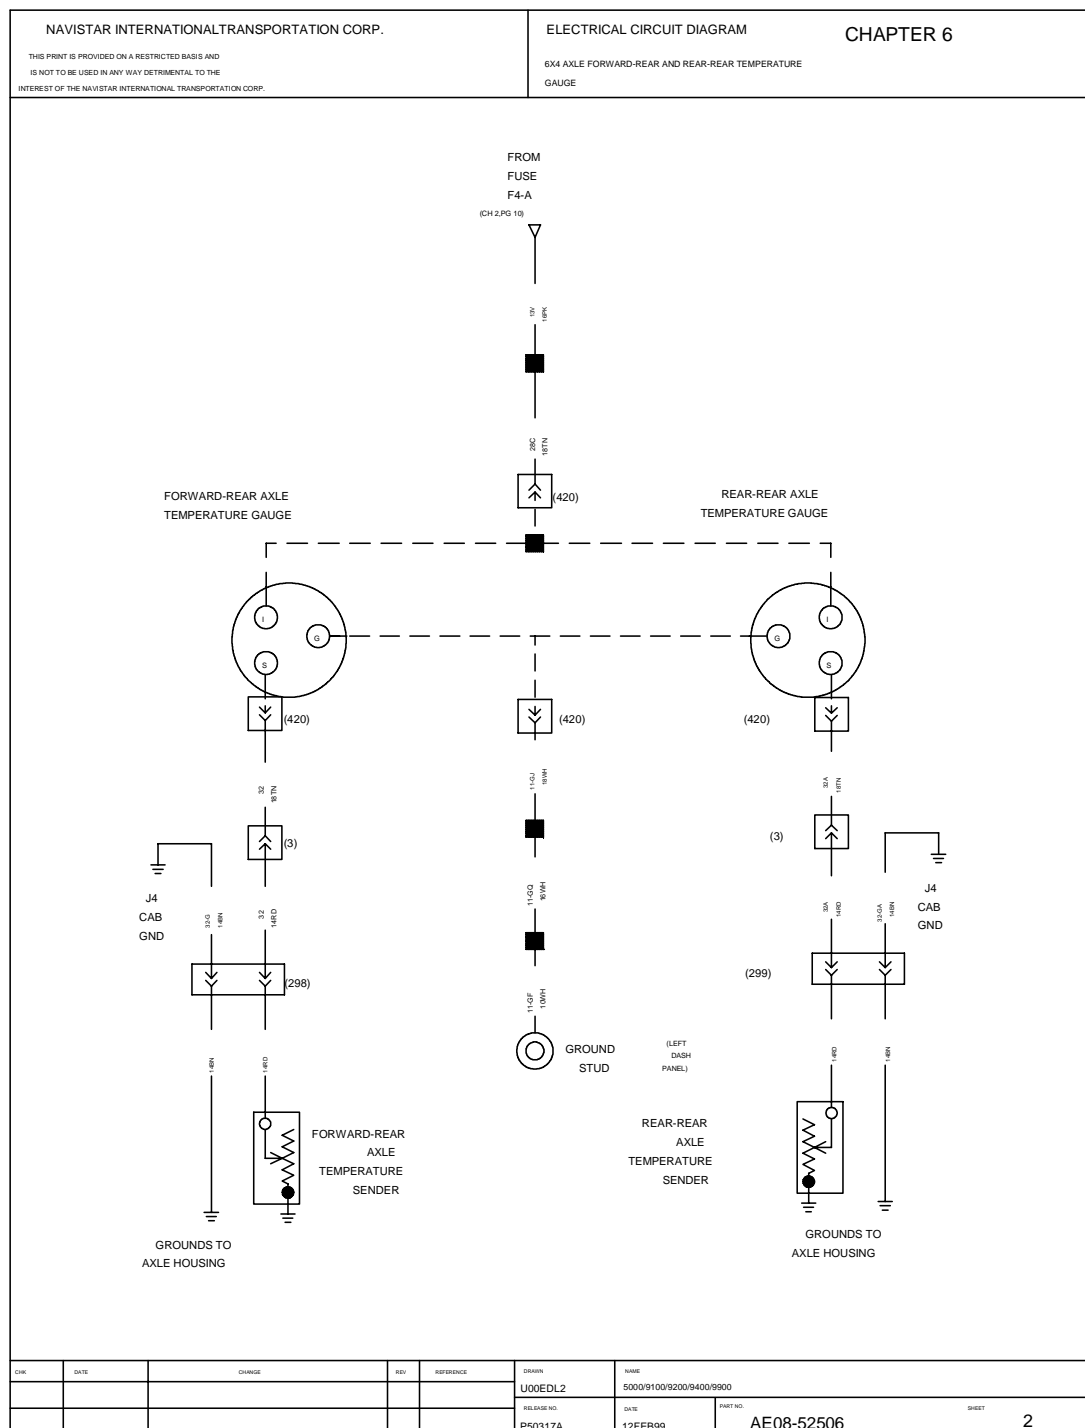 NAVISTAR INTERNATIONALTRANSPORTATION CORP.
THIS PRINT IS PROVIDED ON A RESTRICTED BASIS AND
IS NOT TO BE USED IN ANY WAY DETRIMENTAL TO THE
INTEREST OF THE NAVISTAR INTERNATIONAL TRANSPORTATION CORP.
ELECTRICAL CIRCUIT DIAGRAM
CHAPTER 6
6X4 AXLE FORWARD-REAR AND REAR-REAR TEMPERATURE
GAUGE
FROM
FUSE
F4-A
(CH 2,PG 10)
13V
16PK
28C
18TN
(420)
FORWARD-REAR AXLE
TEMPERATURE GAUGE
REAR-REAR AXLE
TEMPERATURE GAUGE
I
G
S
I
G
S
(420)
(420)
(420)
32
18TN
11-GJ
18WH
32A
18TN
(3)
(3)
J4
CAB
GND
32-G
14BN
32
14RD
11-GQ
16WH
32A
14RD
32-GA
14BN
J4
CAB
GND
(298)
(299)
11-GF
10WH
14BN
14RD
GROUND
STUD
(LEFT
DASH
PANEL)
14RD
14BN
FORWARD-REAR
AXLE
TEMPERATURE
SENDER
REAR-REAR
AXLE
TEMPERATURE
SENDER
GROUNDS TO
AXLE HOUSING
GROUNDS TO
AXLE HOUSING
CHK
DATE
CHANGE
REV
REFERENCE
DRAWN
U00EDL2
NAME
5000/9100/9200/9400/9900
RELEASE NO.
P50317A
DATE
12FEB99
PART NO.
AE08-52506
SHEET
2